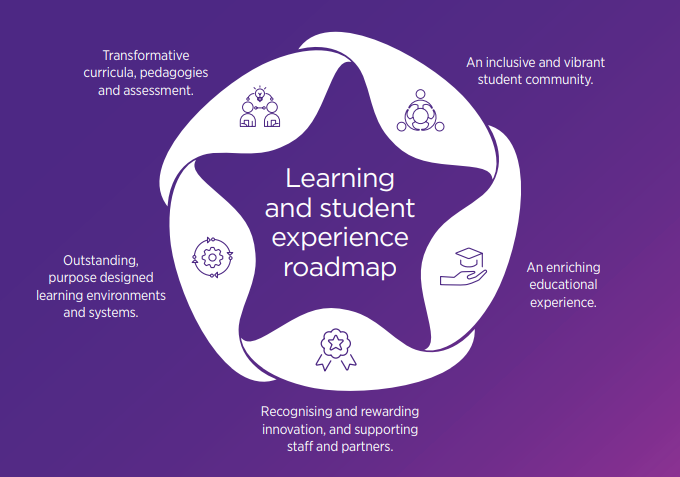 Transformative
curricula, pedagogies
and assessment.
An inclusive and vibrant
student community.
Learning
and student
experience
roadmap
Outstanding,
purpose designed
learning environments
and systems.
An enriching
educational
experience.
Recognising and rewarding
innovation, and supporting
staff and partners.